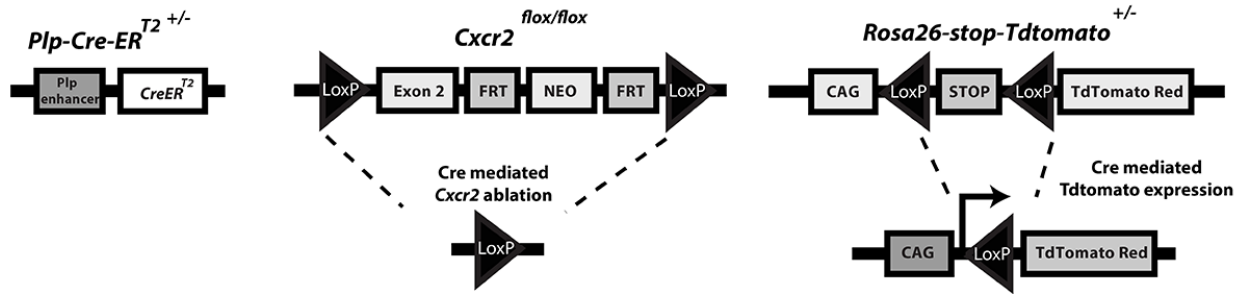 Plp-Cre-ER^T2 +/-
Plp enhancer
CreER^T2
Cxcr2 flox/flox
LoxP
Exon 2
FRT
NEO
FRT
LoxP
Cre mediated
Cxcr2 ablation
LoxP
Rosa26-stop-Tdtomato +/-
CAG
LoxP
STOP
LoxP
TdTomato Red
Cre mediated
Tdtomato expression
CAG
LoxP
TdTomato Red